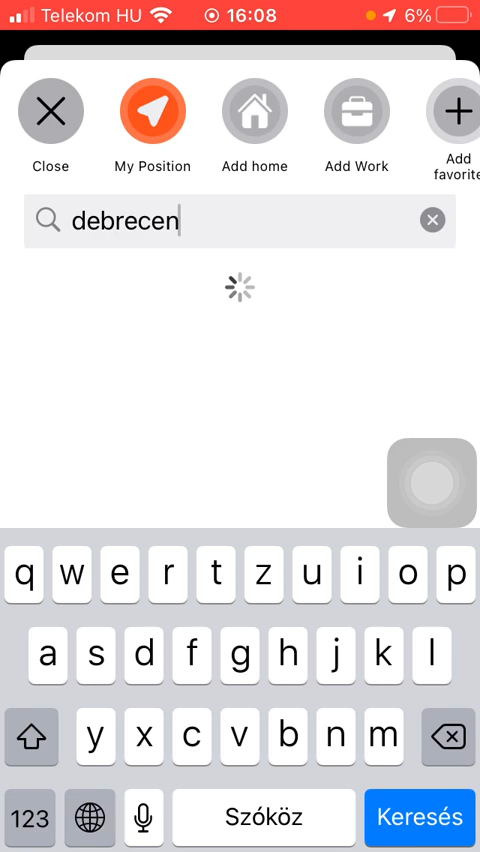 Telekom HU 16:08 6%
Close
My Position
Add home
Add Work
Add
favorite
debrecen
q w e r t z u i o p
a s d f g h j k l
y x c v b n m
123 Szóköz Keresés